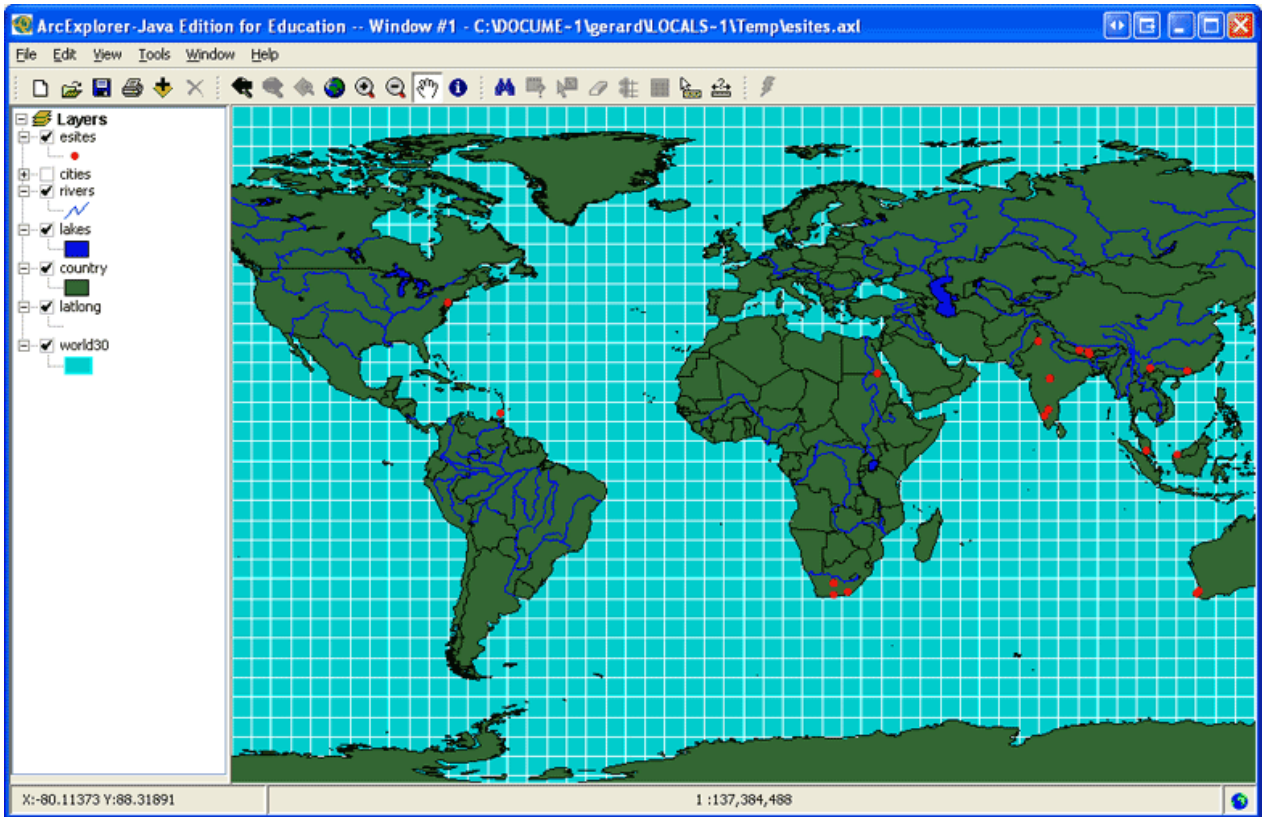 ArcExplorer-Java Edition for Education -- Window #1 - C:\DOCUME~1\gerard\LOCALS~1\Temp\esites.axl
File Edit View Tools Window Help
Layers
esites
cities
rivers
lakes
country
latlong
world30
X:-80.11373 Y:88.31891
1 :137,384,488